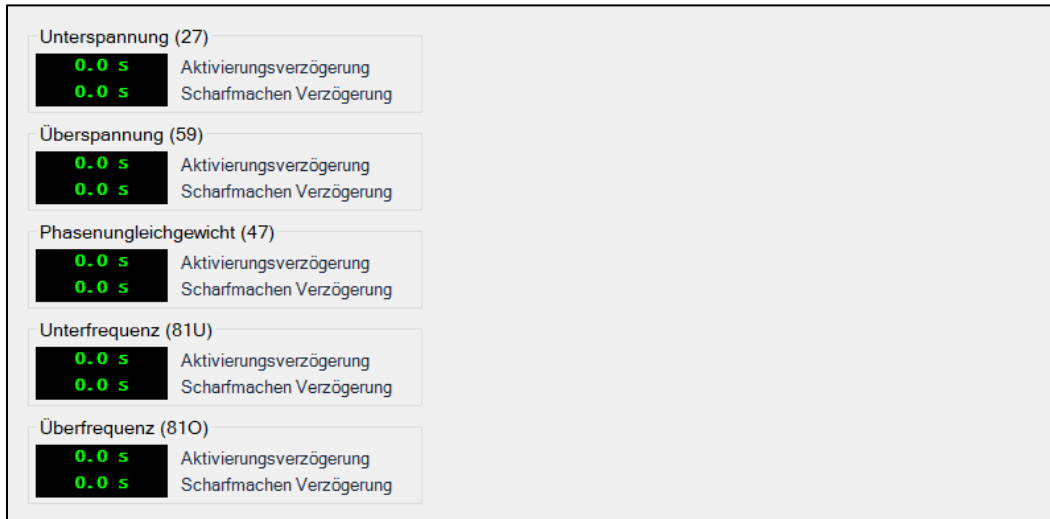 Unterspannung (27)
0.0 s Aktivierungsverzögerung
0.0 s Scharfmachen Verzögerung
Überspannung (59)
0.0 s Aktivierungsverzögerung
0.0 s Scharfmachen Verzögerung
Phasenungleichgewicht (47)
0.0 s Aktivierungsverzögerung
0.0 s Scharfmachen Verzögerung
Unterfrequenz (81U)
0.0 s Aktivierungsverzögerung
0.0 s Scharfmachen Verzögerung
Überfrequenz (81O)
0.0 s Aktivierungsverzögerung
0.0 s Scharfmachen Verzögerung